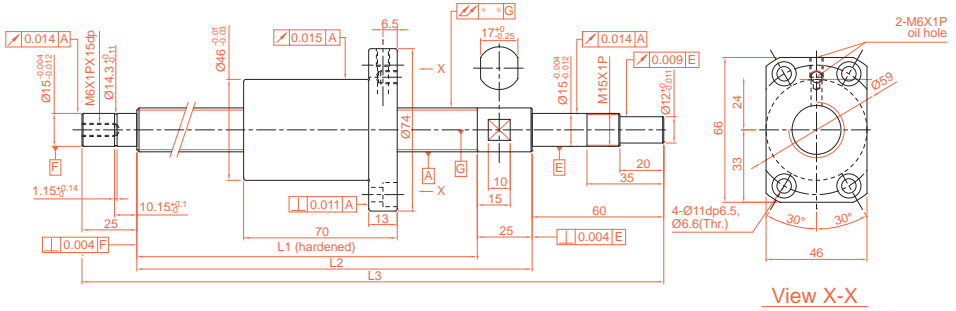 6.5
⌰ * * G
17 +0 -0.25
2-M6X1P
oil hole
↗ 0.014 A
Ø15 -0.004 -0.012
M6X1PX15dp
Ø14.3 +0 -0.11
Ø46 -0.01 -0.03
↗ 0.015 A
X
Ø74
Ø15 -0.004 -0.012
↗ 0.014 A
M15X1P
↗ 0.009 E
Ø12 +0 -0.011
Ø59
24
66
33
F
A
G
E
20
35
1.15 +0.14 -0
10.15 +0.1 -0
X
10
15
4-Ø11dp6.5,
Ø6.6(Thr.)
30° 30°
⊥ 0.011 A
13
60
25
70
25
46
⊥ 0.004 F
L1 (hardened)
⊥ 0.004 E
L2
L3
View X-X